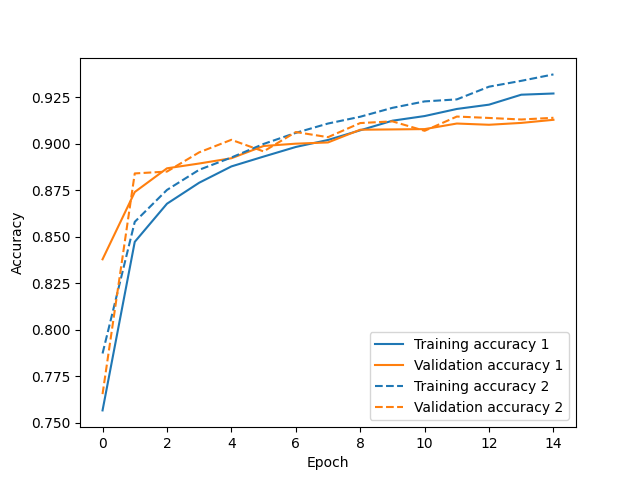 0.925
0.900
0.875
0.850
0.825
0.800
0.775
0.750
Accuracy
0 2 4 6 8 10 12 14
Epoch
Training accuracy 1
Validation accuracy 1
Training accuracy 2
Validation accuracy 2